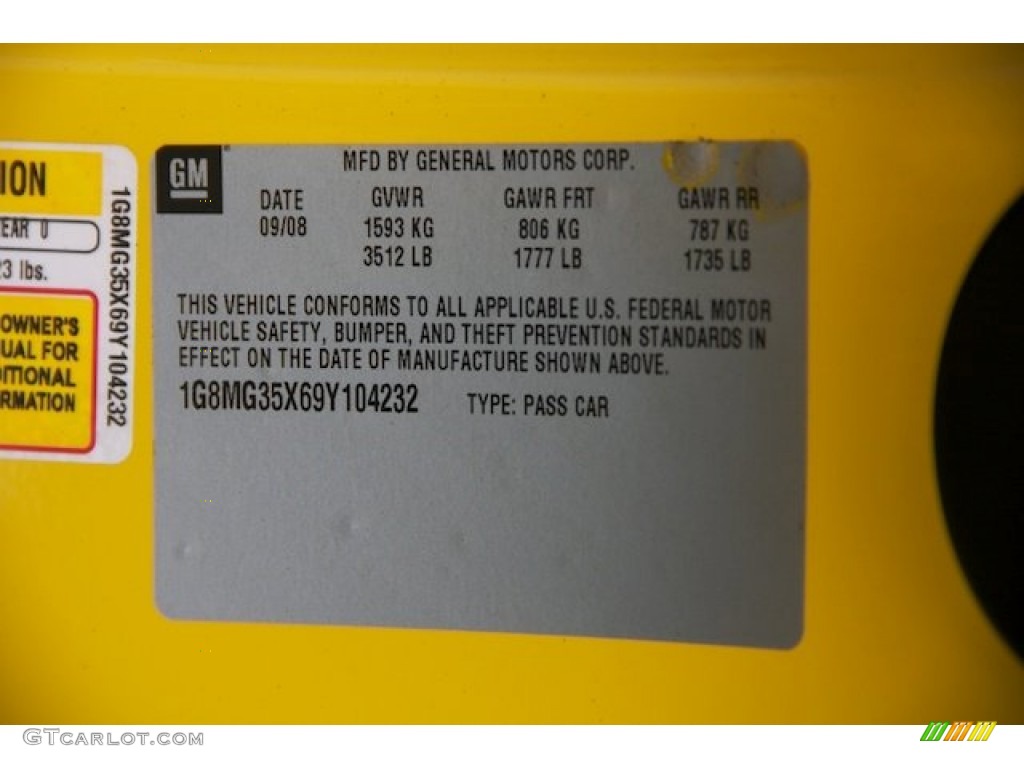 ION
EAR 0
23 lbs.
OWNER'S
UAL FOR
DITIONAL
RMATION
1G8MG35X69Y104232
GM
MFD BY GENERAL MOTORS CORP.
DATE GVWR GAWR FRT GAWR RR
09/08 1593 KG 806 KG 787 KG
3512 LB 1777 LB 1735 LB
THIS VEHICLE CONFORMS TO ALL APPLICABLE U.S. FEDERAL MOTOR
VEHICLE SAFETY, BUMPER, AND THEFT PREVENTION STANDARDS IN
EFFECT ON THE DATE OF MANUFACTURE SHOWN ABOVE.
1G8MG35X69Y104232 TYPE: PASS CAR
GTCARLOT.COM